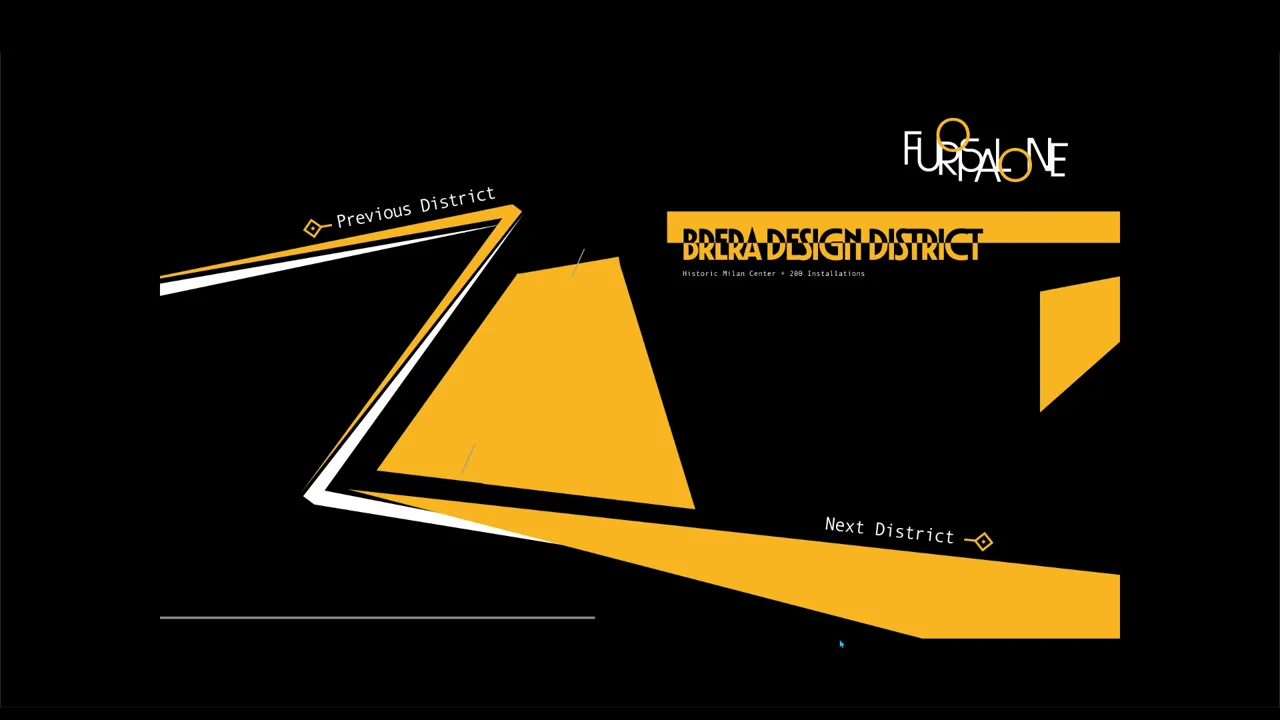 FUORISALONE
Previous District
BRERA DESIGN DISTRICT
Historic Milan Center + 200 Installations
Next District